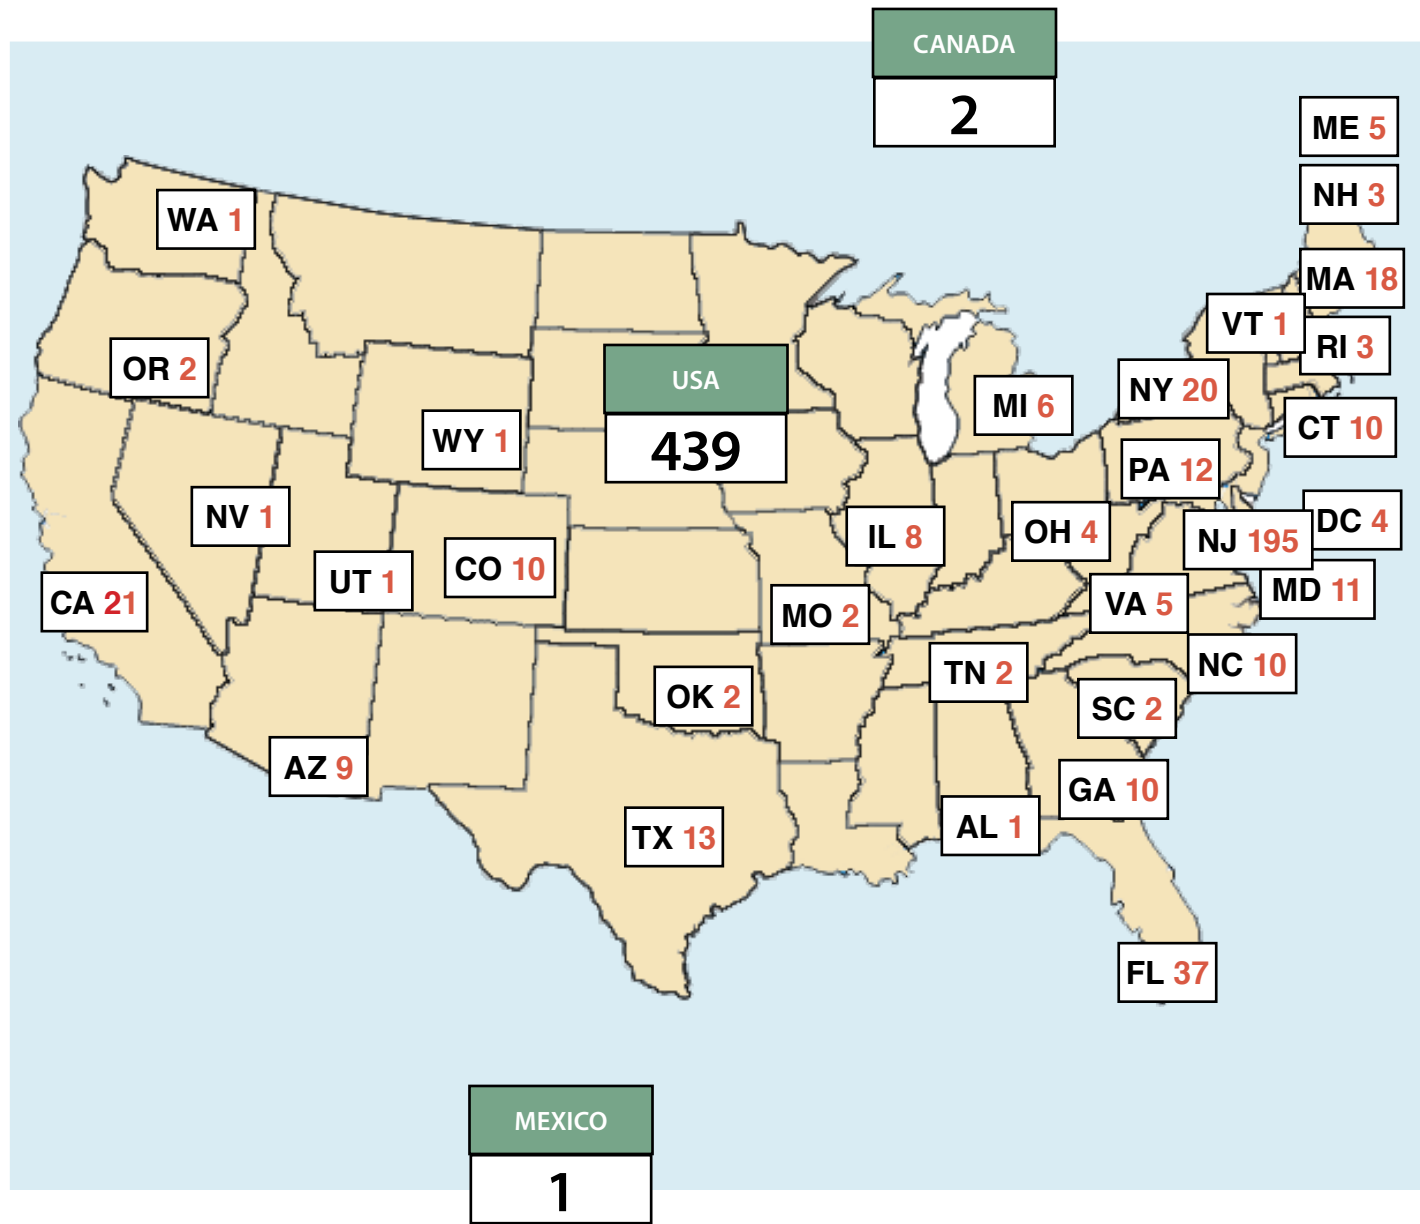 CANADA
2
ME 5
NH 3
WA 1
MA 18
VT 1
RI 3
OR 2
USA
439
NY 20
MI 6
CT 10
WY 1
PA 12
NV 1
IL 8
OH 4
DC 4
NJ 195
UT 1
CO 10
CA 21
MO 2
VA 5
MD 11
NC 10
TN 2
OK 2
SC 2
AZ 9
GA 10
TX 13
AL 1
FL 37
MEXICO
1